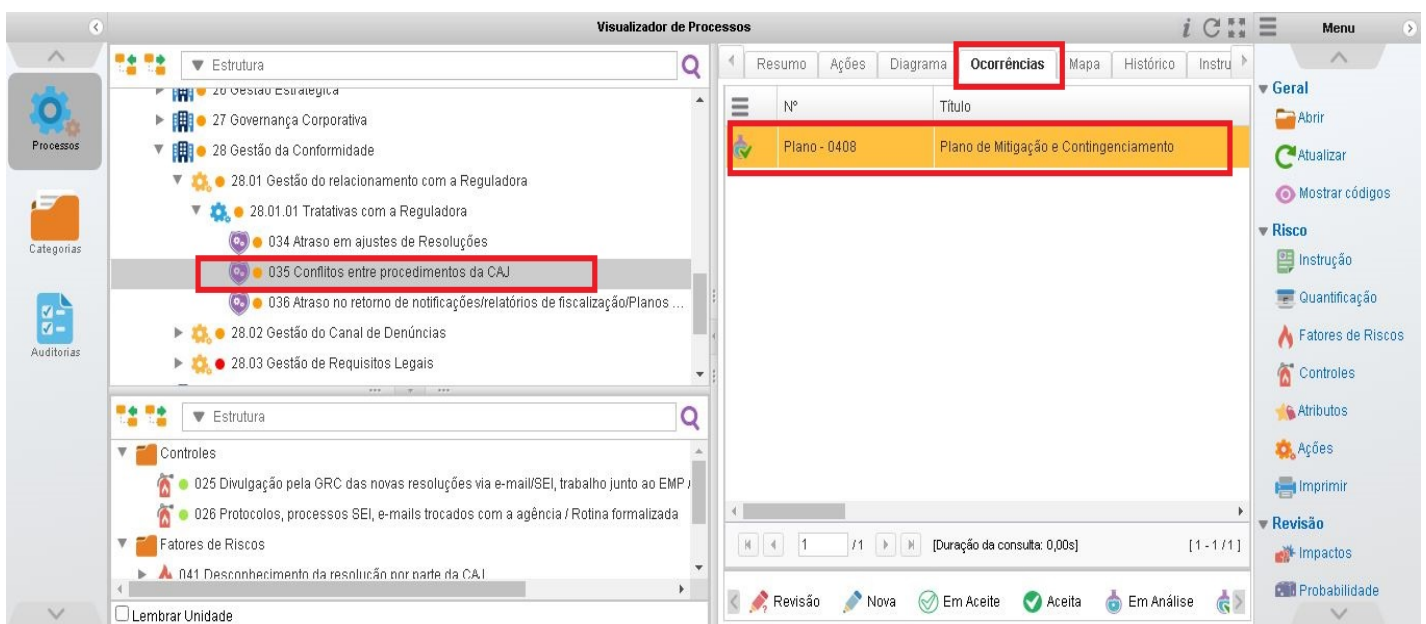 Visualizador de Processos
Menu
Processos
Categorias
Auditorias
Estrutura
26 Gestão Estratégica
27 Governança Corporativa
28 Gestão da Conformidade
28.01 Gestão do relacionamento com a Reguladora
28.01.01 Tratativas com a Reguladora
034 Atraso em ajustes de Resoluções
035 Conflitos entre procedimentos da CAJ
036 Atraso no retorno de notificações/relatórios de fiscalização/Planos ...
28.02 Gestão do Canal de Denúncias
28.03 Gestão de Requisitos Legais
Estrutura
Controles
025 Divulgação pela GRC das novas resoluções via e-mail/SEI, trabalho junto ao EMP /
026 Protocolos, processos SEI, e-mails trocados com a agência / Rotina formalizada
Fatores de Riscos
041 Desconhecimento da resolução por parte da CAJ
Lembrar Unidade
Resumo Ações Diagrama Ocorrências Mapa Histórico Instru
Nº Título
Plano - 0408 Plano de Mitigação e Contingenciamento
1 /1 [Duração da consulta: 0,00s] [1 - 1 /1]
Revisão Nova Em Aceite Aceita Em Análise
Geral
Abrir
Atualizar
Mostrar códigos
Risco
Instrução
Quantificação
Fatores de Riscos
Controles
Atributos
Ações
Imprimir
Revisão
Impactos
Probabilidade